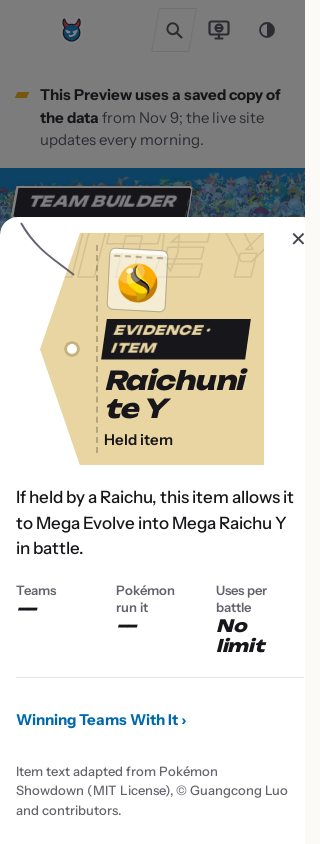 This Preview uses a saved copy of
the data from Nov 9; the live site
updates every morning.
TEAM BUILDER
EVIDENCE ·
ITEM
Raichuni
te Y
Held item
If held by a Raichu, this item allows it
to Mega Evolve into Mega Raichu Y
in battle.
Teams
—
Pokémon
run it
—
Uses per
battle
No
limit
Winning Teams With It ›
Item text adapted from Pokémon
Showdown (MIT License), © Guangcong Luo
and contributors.